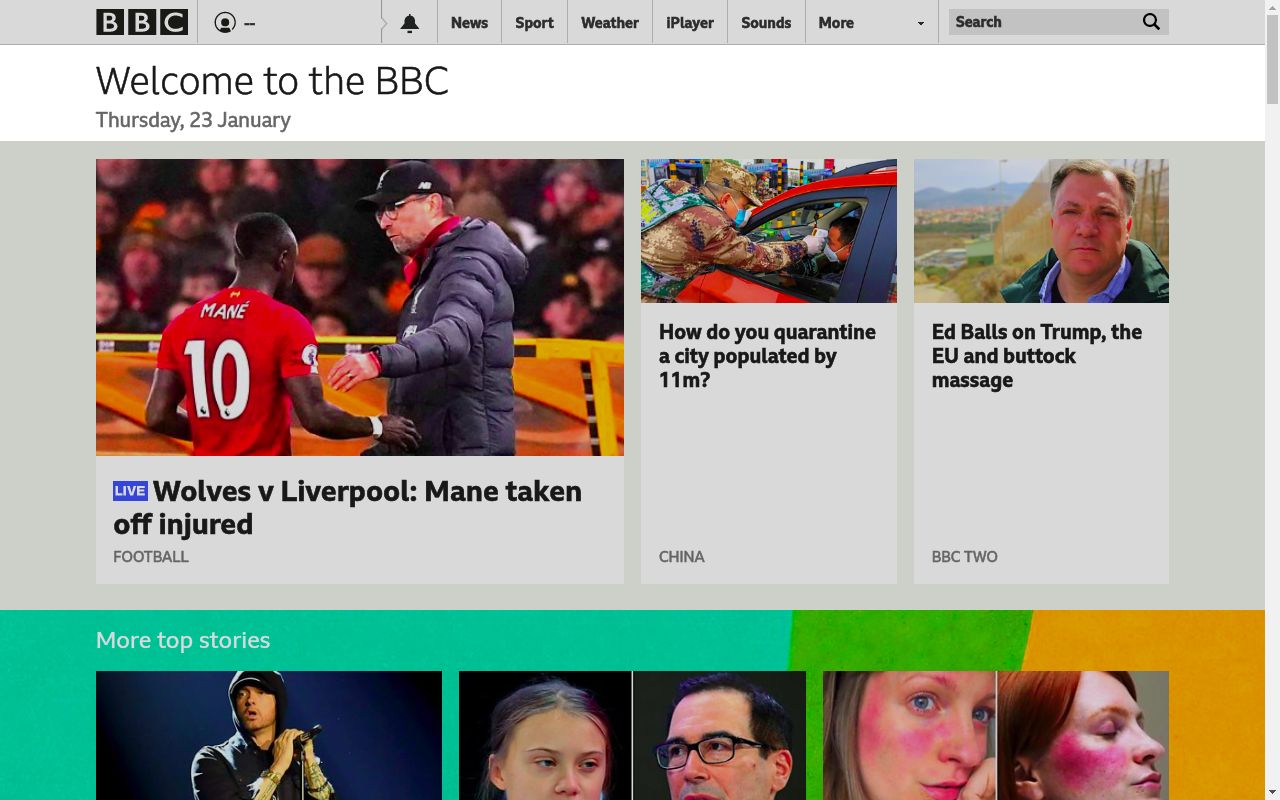 BBC
--
News
Sport
Weather
iPlayer
Sounds
More
Search
Welcome to the BBC
Thursday, 23 January
MANÉ
10
NB
LIVE Wolves v Liverpool: Mane taken
off injured
FOOTBALL
How do you quarantine
a city populated by
11m?
CHINA
Ed Balls on Trump, the
EU and buttock
massage
BBC TWO
More top stories